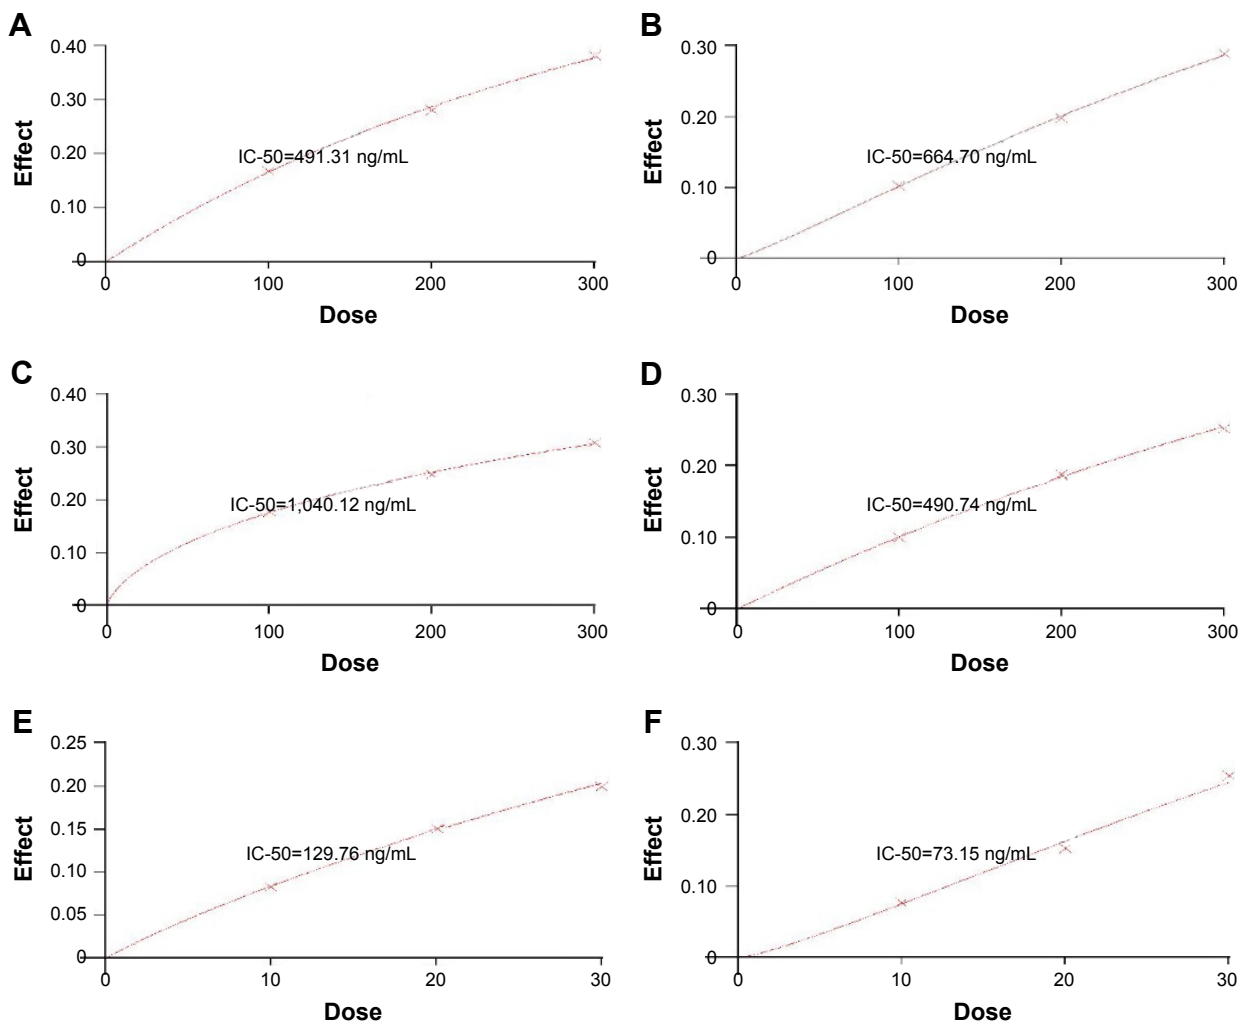 A
0.40
0.30
0.20
0.10
0
Effect
IC-50=491.31 ng/mL
0 100 200 300
Dose
B
0.30
0.20
0.10
0
Effect
IC-50=664.70 ng/mL
0 100 200 300
Dose
C
0.40
0.30
0.20
0.10
0
Effect
IC-50=1,040.12 ng/mL
0 100 200 300
Dose
D
0.30
0.20
0.10
0
Effect
IC-50=490.74 ng/mL
0 100 200 300
Dose
E
0.25
0.20
0.15
0.10
0.05
0
Effect
IC-50=129.76 ng/mL
0 10 20 30
Dose
F
0.30
0.20
0.10
0
Effect
IC-50=73.15 ng/mL
0 10 20 30
Dose